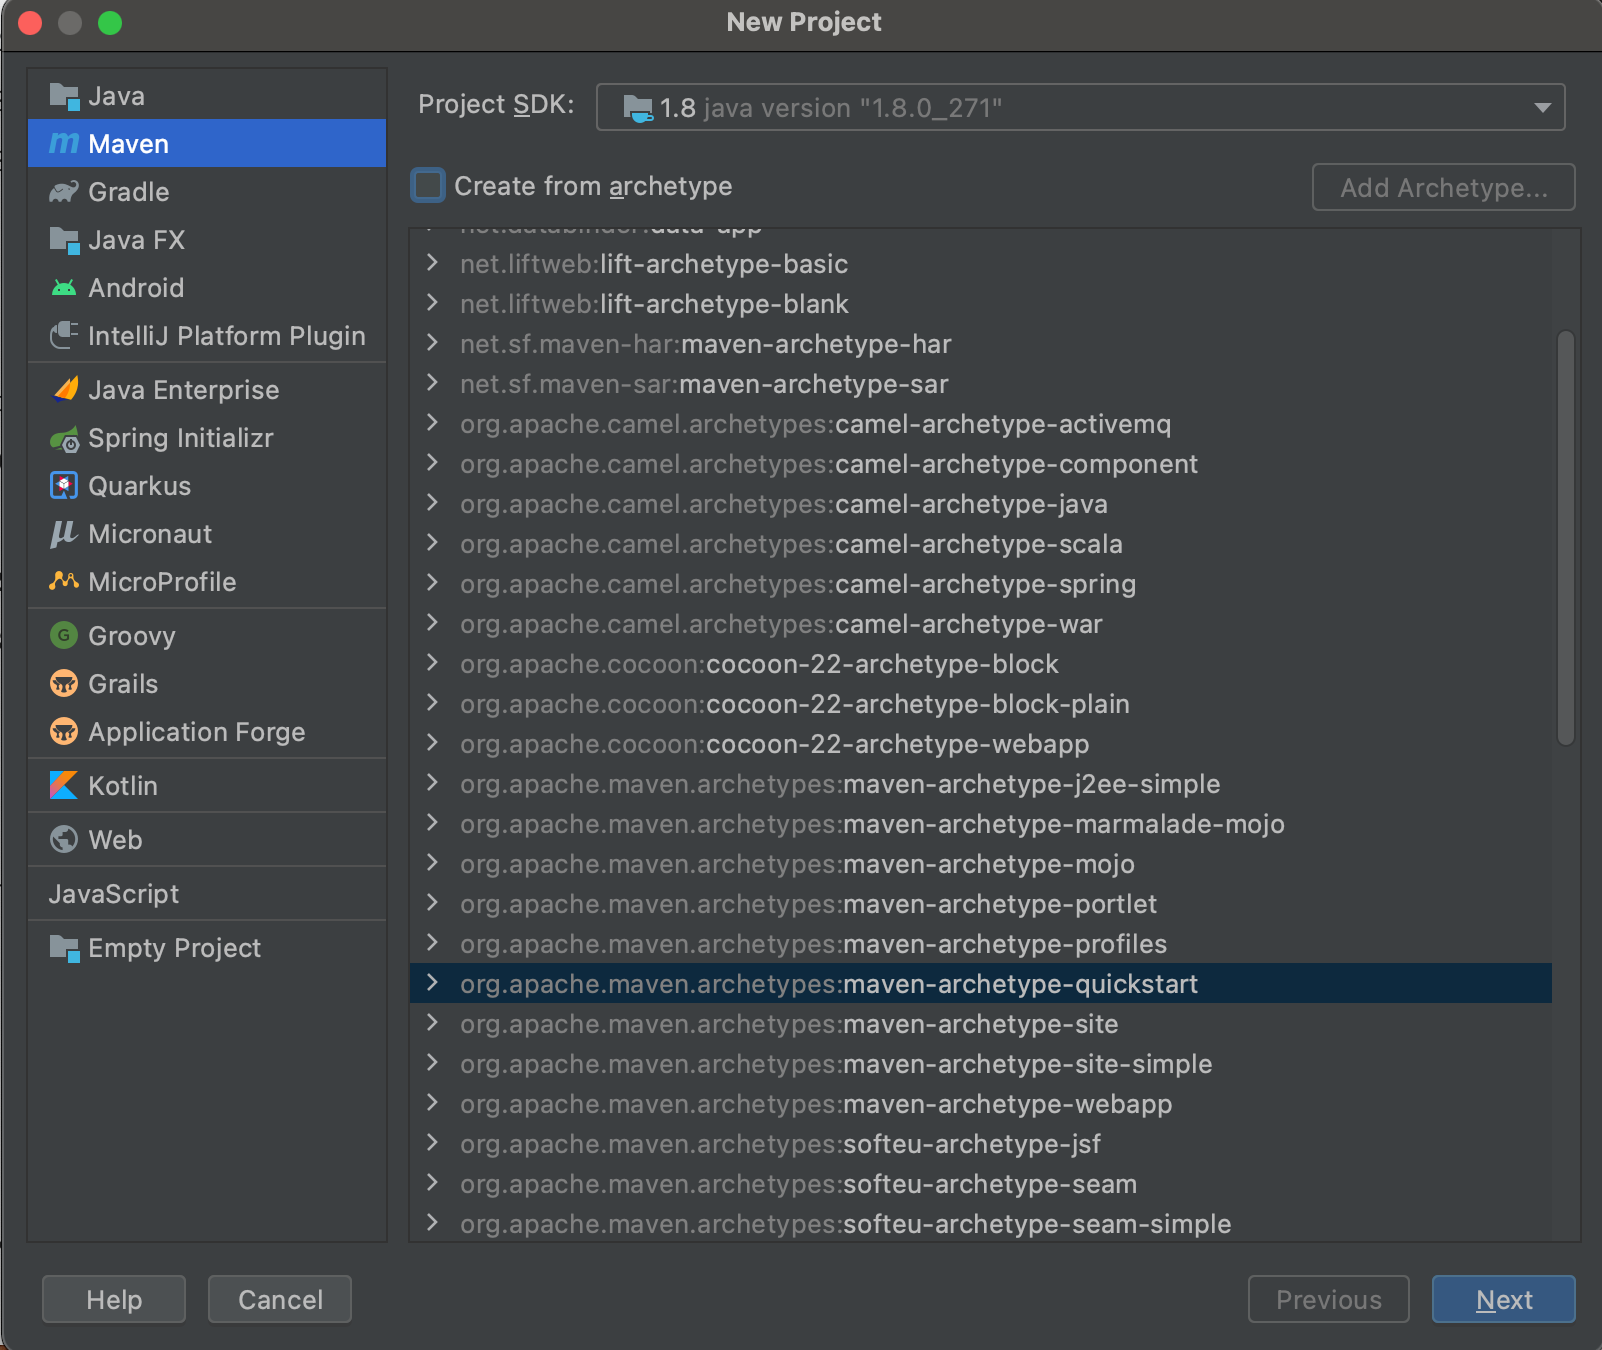 New Project
Java
Maven
Gradle
Java FX
Android
IntelliJ Platform Plugin
Java Enterprise
Spring Initializr
Quarkus
Micronaut
MicroProfile
Groovy
Grails
Application Forge
Kotlin
Web
JavaScript
Empty Project
Project SDK: 1.8 java version "1.8.0_271"
Create from archetype
Add Archetype...
net.databinder:data-app
net.liftweb:lift-archetype-basic
net.liftweb:lift-archetype-blank
net.sf.maven-har:maven-archetype-har
net.sf.maven-sar:maven-archetype-sar
org.apache.camel.archetypes:camel-archetype-activemq
org.apache.camel.archetypes:camel-archetype-component
org.apache.camel.archetypes:camel-archetype-java
org.apache.camel.archetypes:camel-archetype-scala
org.apache.camel.archetypes:camel-archetype-spring
org.apache.camel.archetypes:camel-archetype-war
org.apache.cocoon:cocoon-22-archetype-block
org.apache.cocoon:cocoon-22-archetype-block-plain
org.apache.cocoon:cocoon-22-archetype-webapp
org.apache.maven.archetypes:maven-archetype-j2ee-simple
org.apache.maven.archetypes:maven-archetype-marmalade-mojo
org.apache.maven.archetypes:maven-archetype-mojo
org.apache.maven.archetypes:maven-archetype-portlet
org.apache.maven.archetypes:maven-archetype-profiles
org.apache.maven.archetypes:maven-archetype-quickstart
org.apache.maven.archetypes:maven-archetype-site
org.apache.maven.archetypes:maven-archetype-site-simple
org.apache.maven.archetypes:maven-archetype-webapp
org.apache.maven.archetypes:softeu-archetype-jsf
org.apache.maven.archetypes:softeu-archetype-seam
org.apache.maven.archetypes:softeu-archetype-seam-simple
Help
Cancel
Previous
Next